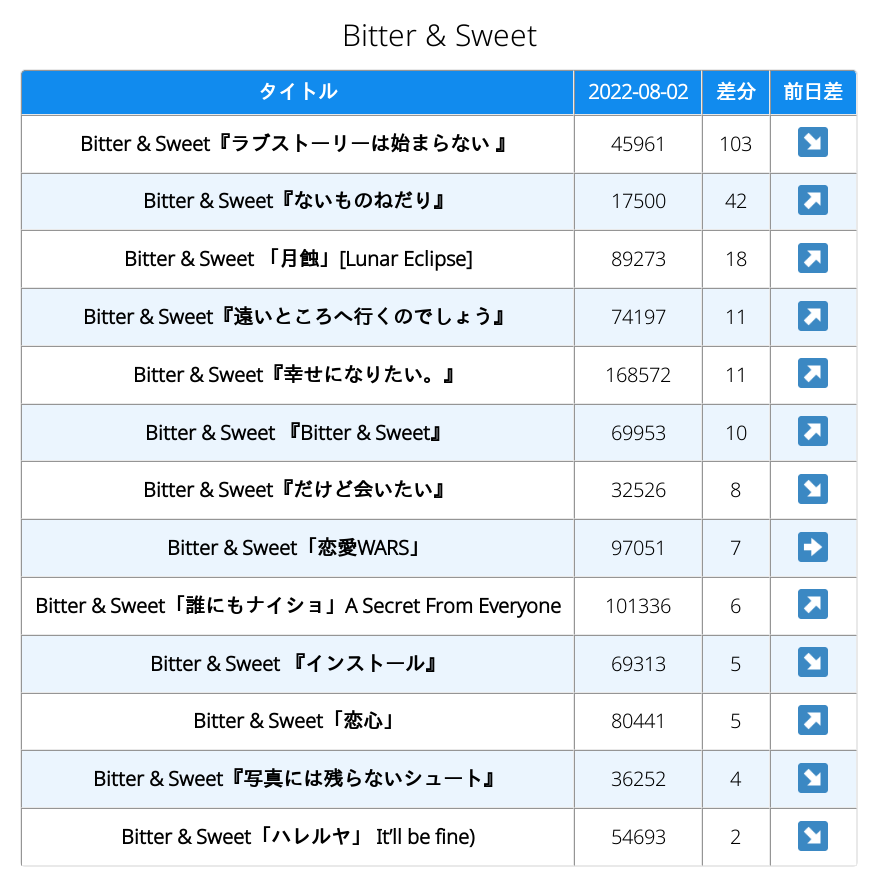 Bitter & Sweet
タイトル 2022-08-02 差分 前日差
Bitter & Sweet『ラブストーリーは始まらない 』 45961 103 ↘
Bitter & Sweet『ないものねだり』 17500 42 ↗
Bitter & Sweet 「月蝕」[Lunar Eclipse] 89273 18 ↗
Bitter & Sweet『遠いところへ行くのでしょう』 74197 11 ↗
Bitter & Sweet『幸せになりたい。』 168572 11 ↗
Bitter & Sweet 『Bitter & Sweet』 69953 10 ↗
Bitter & Sweet『だけど会いたい』 32526 8 ↘
Bitter & Sweet「恋愛WARS」 97051 7 ➡
Bitter & Sweet「誰にもナイショ」A Secret From Everyone 101336 6 ↗
Bitter & Sweet 『インストール』 69313 5 ↘
Bitter & Sweet「恋心」 80441 5 ↗
Bitter & Sweet『写真には残らないシュート』 36252 4 ↘
Bitter & Sweet「ハレルヤ」 It'll be fine) 54693 2 ↘